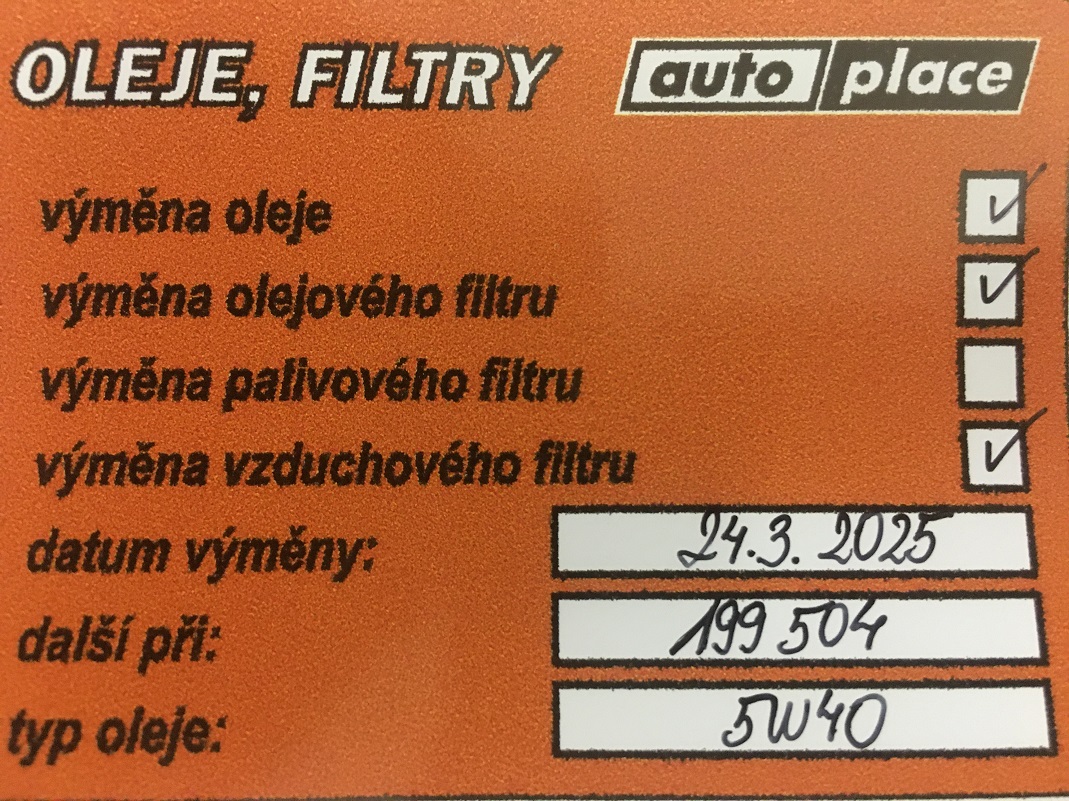 OLEJE, FILTRY auto place
výměna oleje
výměna olejového filtru
výměna palivového filtru
výměna vzduchového filtru
datum výměny: 24.3. 2025
další při: 199 504
typ oleje: 5W40